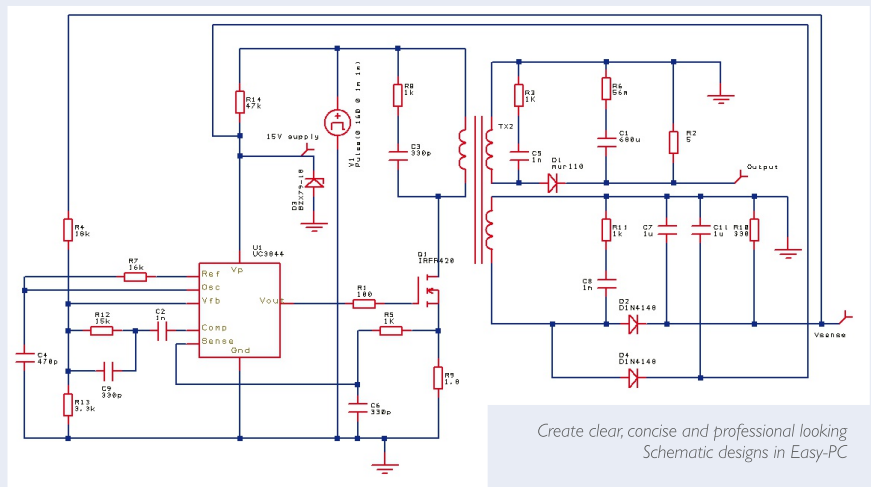 R14
47k
15V supply
D3
BZX79-18
V1
Pulse(0 160 0 1n 1n)
R8
1k
C3
330p
TX2
R3
1K
C5
1n
D1
mur110
R6
56m
C1
680u
R2
5
Output
R4
18k
R7
16k
U1
UC3844
Vp
Ref
Osc
Vfb
Vout
Comp
Sense
Gnd
R12
15k
C2
1n
C9
330p
C4
470p
R13
3,3k
R1
100
Q1
IRFR420
R5
1K
R9
1,8
C6
330p
R11
1k
C8
1n
C7
1u
C11
1u
R10
330
D2
D1N4148
D4
D1N4148
Vsense
Create clear, concise and professional looking
Schematic designs in Easy-PC